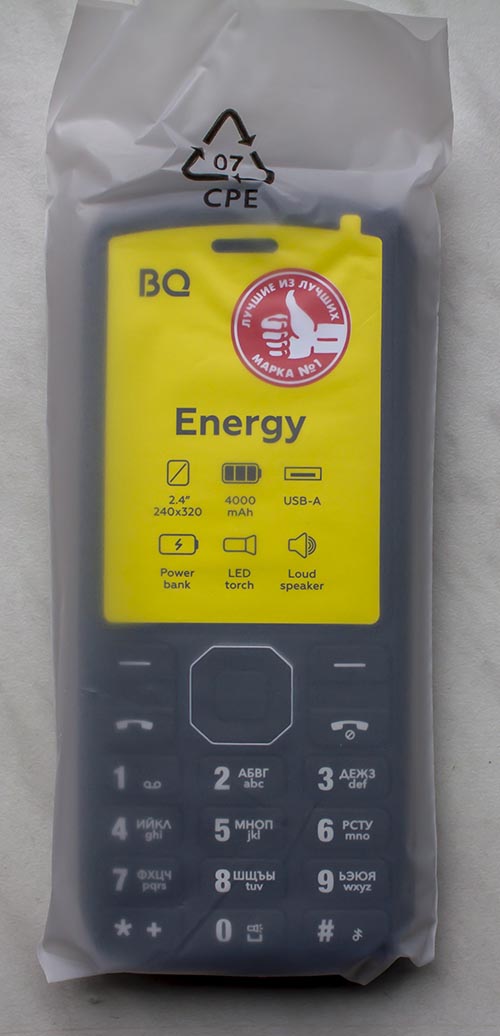 07
CPE
BQ
ЛУЧШИЕ ИЗ ЛУЧШИХ
МАРКА №1
Energy
2.4"
240x320
4000
mAh
USB-A
Power
bank
LED
torch
Loud
speaker
1
2 АБВГ
abc
3 ДЕЖЗ
def
4 ИЙКЛ
ghi
5 МНОП
jkl
6 РСТУ
mno
7 ФХЦЧ
pqrs
8 ШЩЪЫ
tuv
9 ЬЭЮЯ
wxyz
* +
0
#